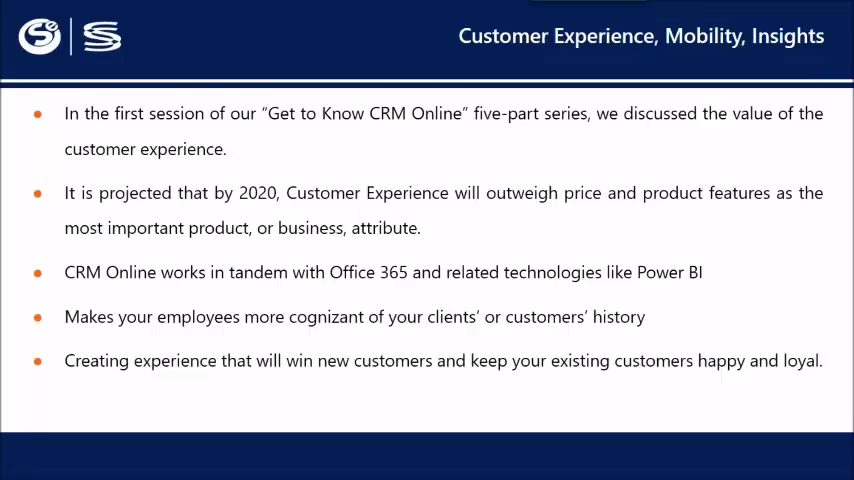 Customer Experience, Mobility, Insights
In the first session of our “Get to Know CRM Online” five-part series, we discussed the value of the
customer experience.
It is projected that by 2020, Customer Experience will outweigh price and product features as the
most important product, or business, attribute.
CRM Online works in tandem with Office 365 and related technologies like Power BI
Makes your employees more cognizant of your clients’ or customers’ history
Creating experience that will win new customers and keep your existing customers happy and loyal.